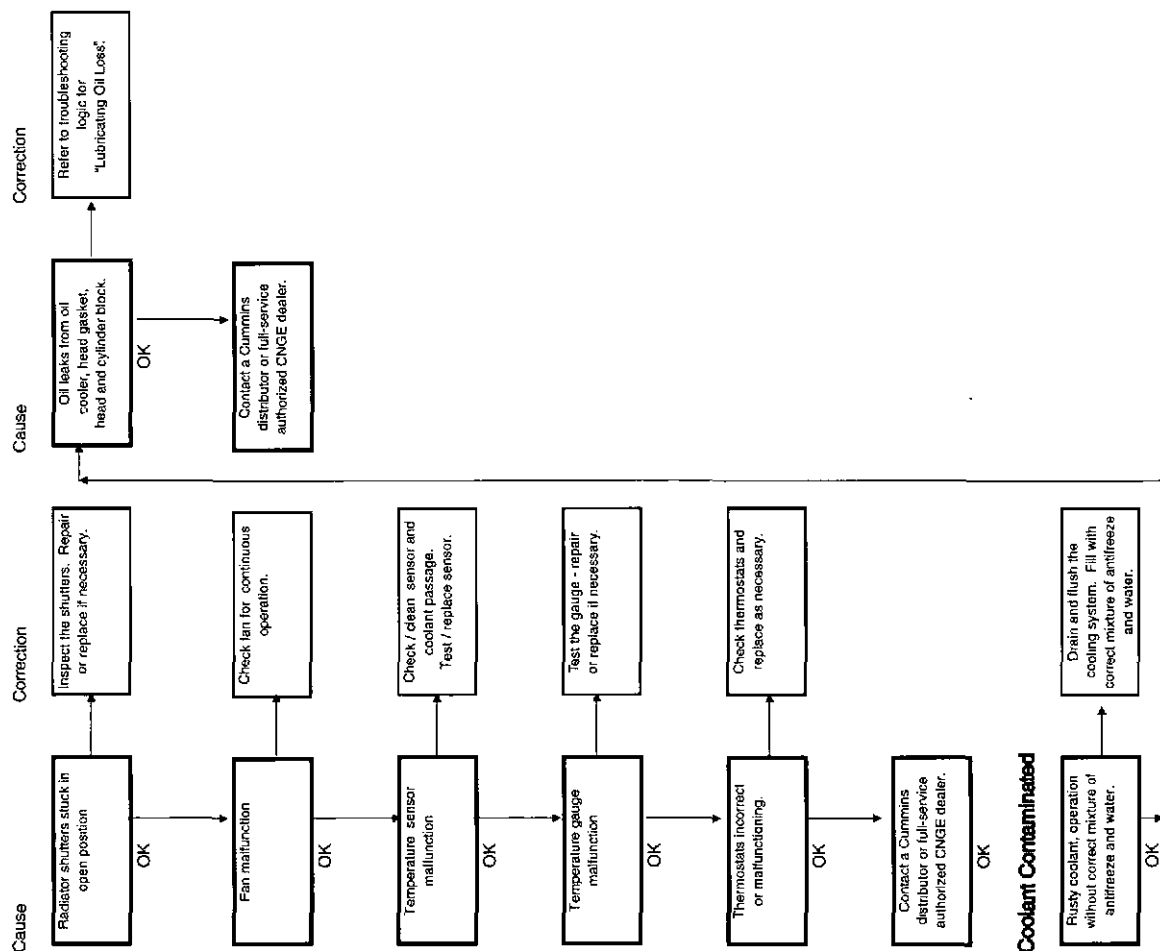 Cause
Correction
Radiator shutters stuck in
open position
Inspect the shutters. Repair
or replace if necessary.
OK
Fan malfunction
Check fan for continuous
operation.
OK
Temperature sensor
malfunction
Check / clean sensor and
coolant passage.
Test / replace sensor.
OK
Temperature gauge
malfunction
Test the gauge - repair
or replace if necessary.
OK
Thermostats incorrect
or malfunctioning.
Check thermostats and
replace as necessary.
OK
Contact a Cummins
distributor or full-service
authorized CNGE dealer.
OK
Coolant Contaminated
Rusty coolant, operation
without correct mixture of
antifreeze and water.
Drain and flush the
cooling system. Fill with
correct mixture of antifreeze
and water.
OK
Cause
Correction
Oil leaks from oil
cooler, head gasket,
head and cylinder block.
Refer to troubleshooting
logic for
"Lubricating Oil Loss".
OK
Contact a Cummins
distributor or full-service
authorized CNGE dealer.